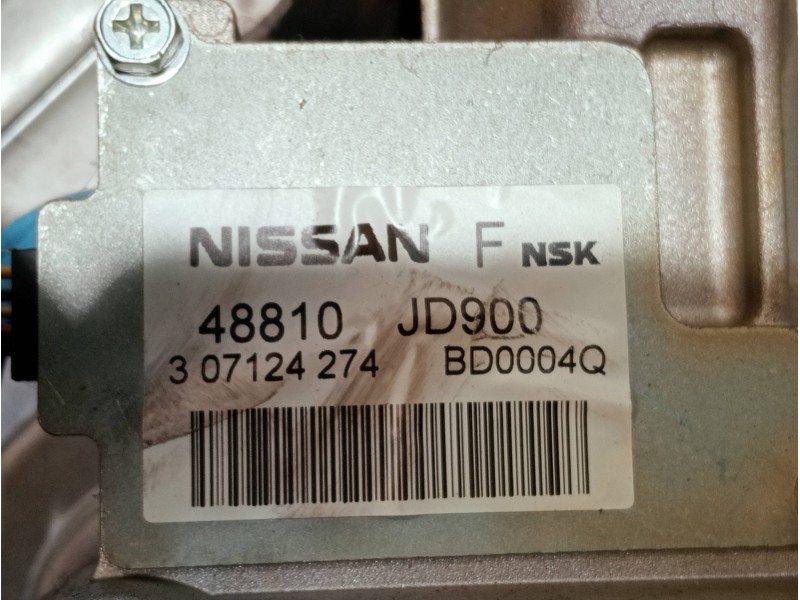 NISSAN F NSK
48810 JD900
3 07124 274 BD0004Q